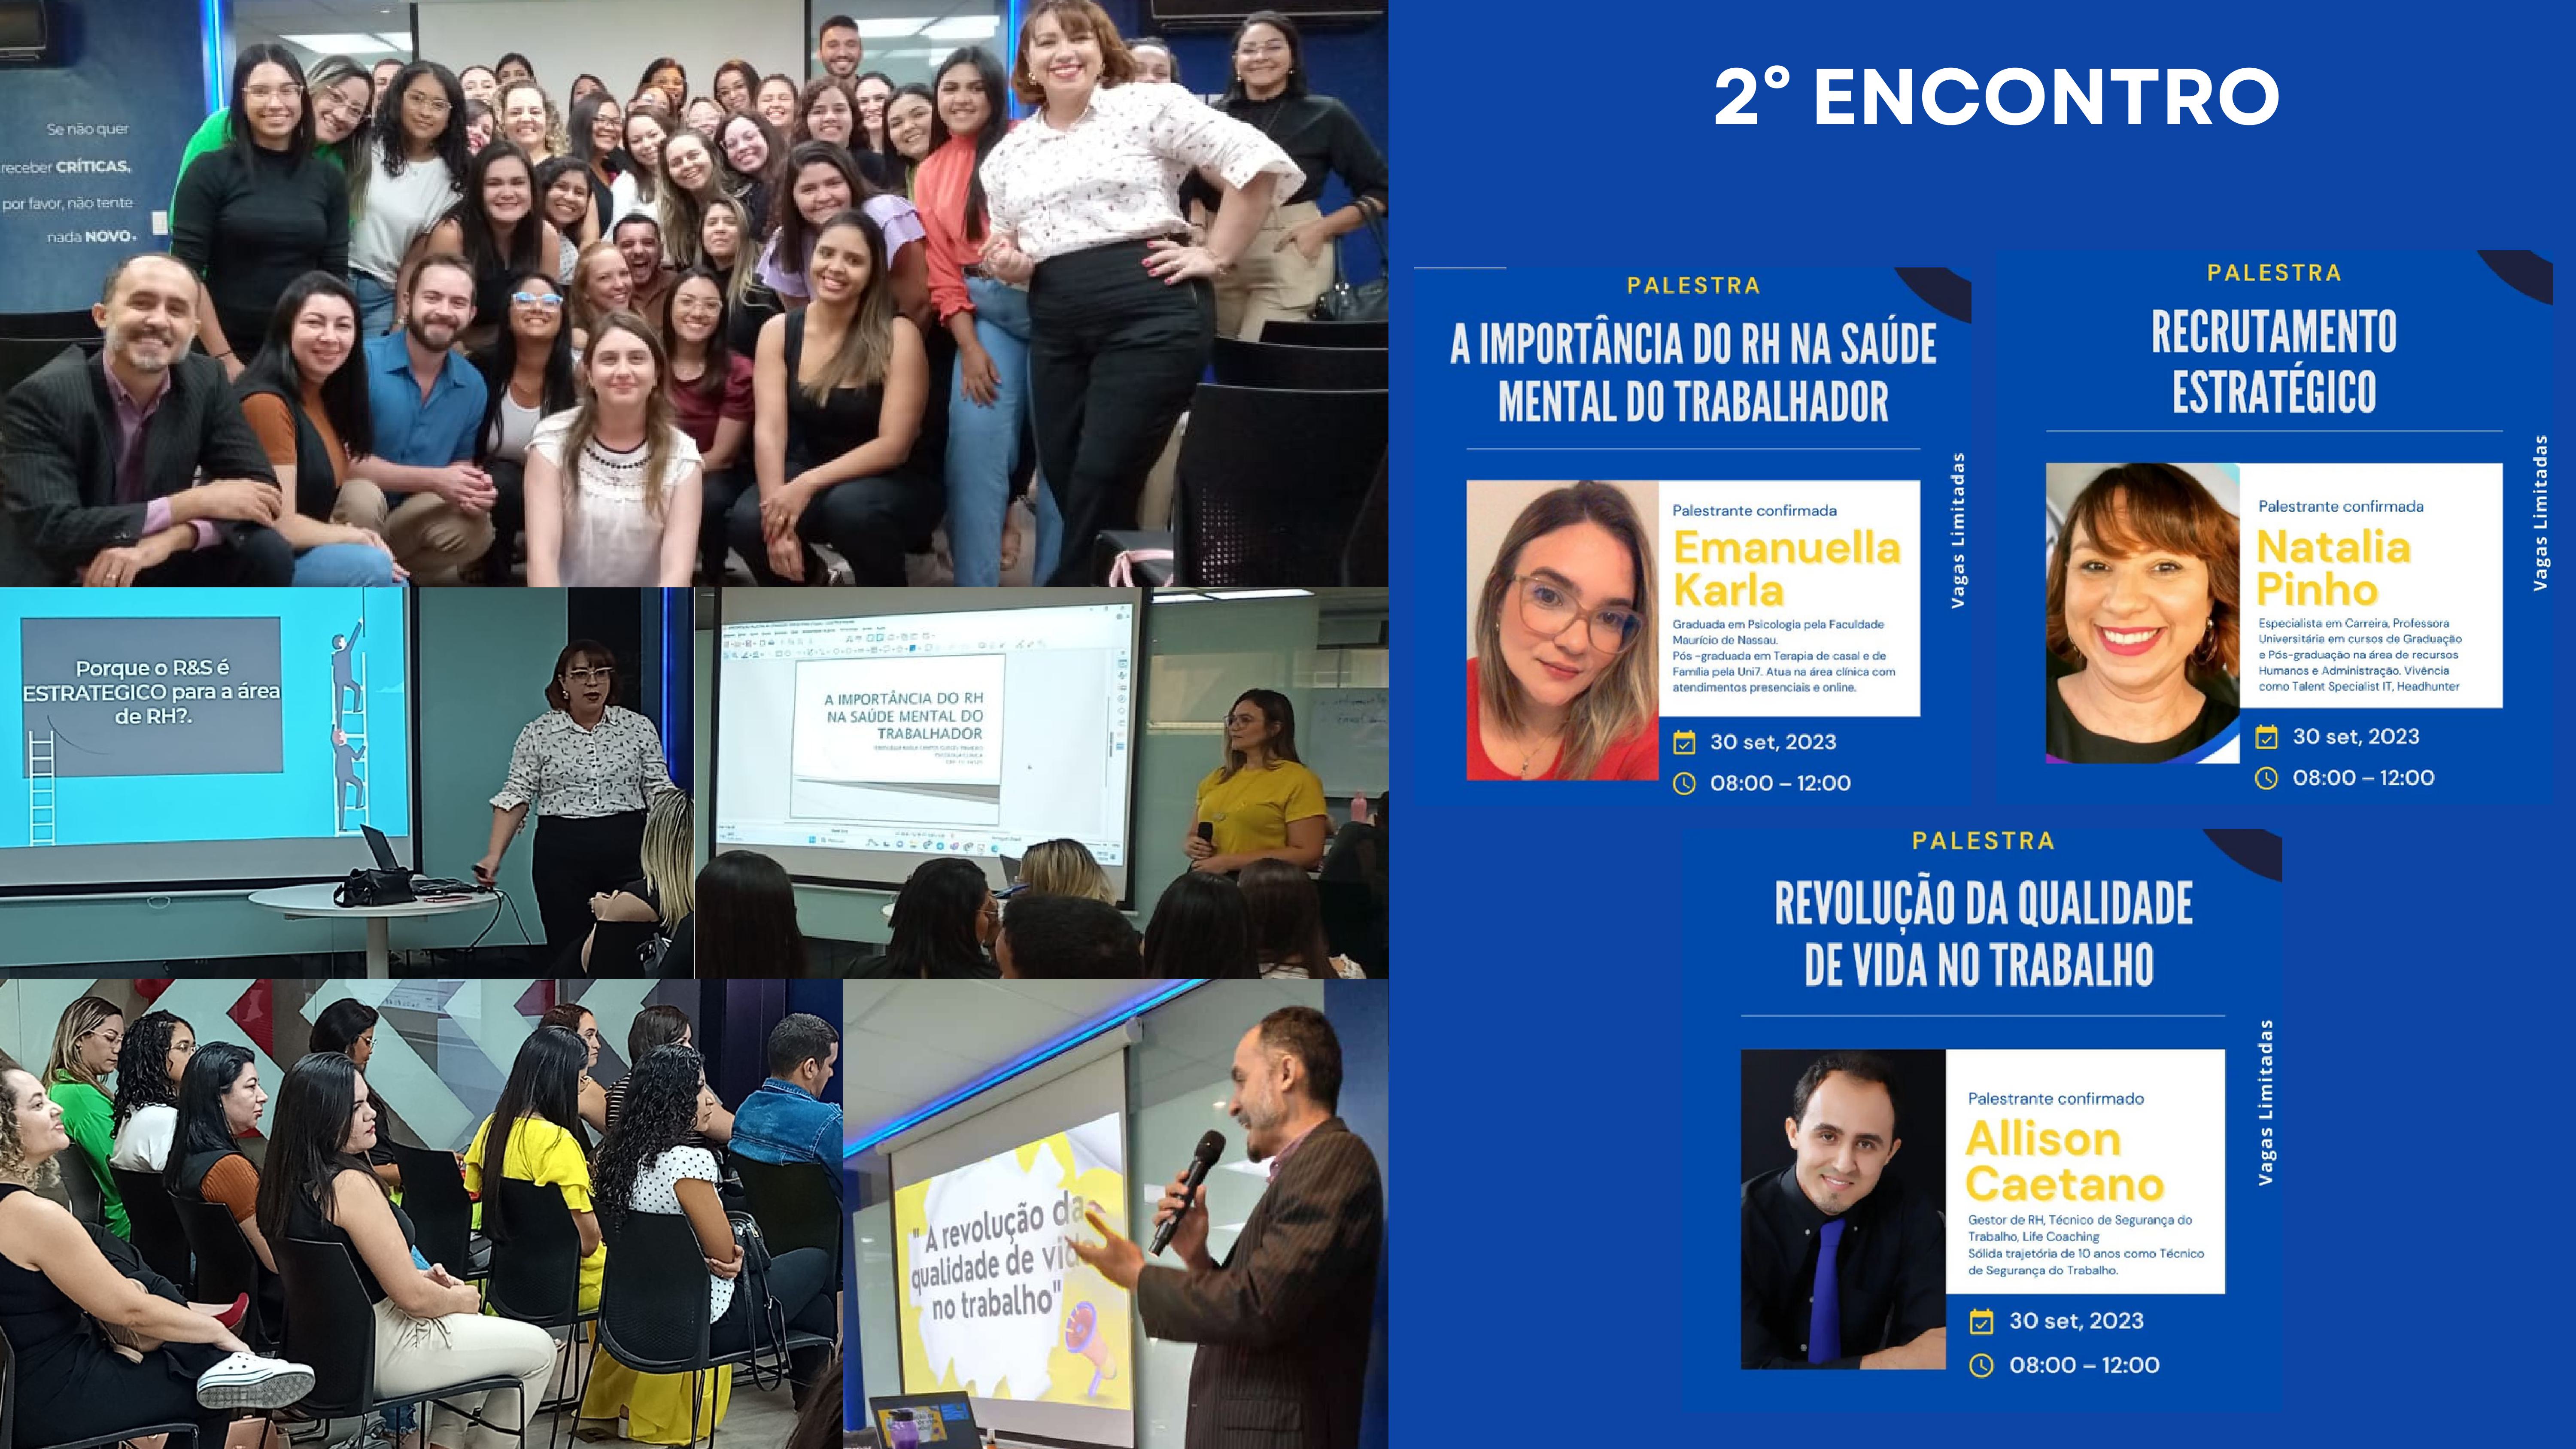 Se não quer
receber CRÍTICAS,
por favor, não tente
nada NOVO.
Porque o R&S é
ESTRATEGICO para a área
de RH?.
A IMPORTÂNCIA DO RH
NA SAÚDE MENTAL DO
TRABALHADOR
"A revolução da
qualidade de vida
no trabalho"
2º ENCONTRO
PALESTRA
A IMPORTÂNCIA DO RH NA SAÚDE
MENTAL DO TRABALHADOR
Palestrante confirmada
Emanuella
Karla
Graduada em Psicologia pela Faculdade
Maurício de Nassau.
Pós -graduada em Terapia de casal e de
Família pela Uni7. Atua na área clínica com
atendimentos presenciais e online.
30 set, 2023
08:00 – 12:00
Vagas Limitadas
PALESTRA
RECRUTAMENTO
ESTRATÉGICO
Palestrante confirmada
Natalia
Pinho
Especialista em Carreira, Professora
Universitária em cursos de Graduação
e Pós-graduação na área de recursos
Humanos e Administração. Vivência
como Talent Specialist IT, Headhunter
30 set, 2023
08:00 – 12:00
Vagas Limitadas
PALESTRA
REVOLUÇÃO DA QUALIDADE
DE VIDA NO TRABALHO
Palestrante confirmado
Allison
Caetano
Gestor de RH, Técnico de Segurança do
Trabalho, Life Coaching
Sólida trajetória de 10 anos como Técnico
de Segurança do Trabalho.
30 set, 2023
08:00 – 12:00
Vagas Limitadas